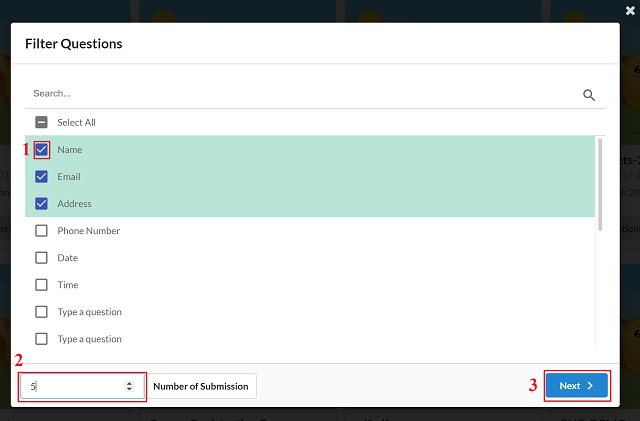 Filter Questions
Search...
Select All
1
Name
Email
Address
Phone Number
Date
Time
Type a question
Type a question
2
5
Number of Submission
3
Next